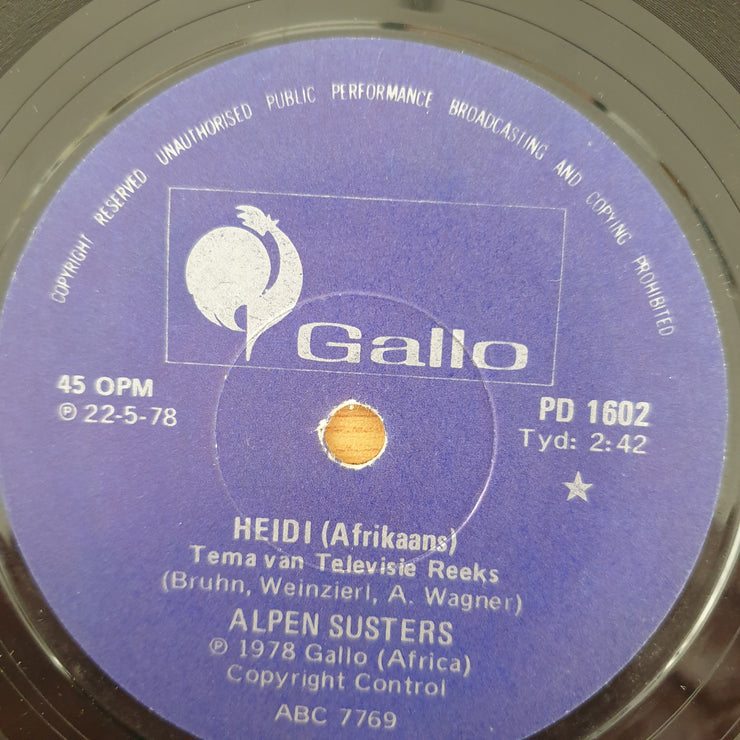 COPYRIGHT RESERVED UNAUTHORISED PUBLIC PERFORMANCE BROADCASTING AND COPYING PROHIBITED
Gallo
45 OPM
℗ 22-5-78
PD 1602
Tyd: 2:42
HEIDI (Afrikaans)
Tema van Televisie Reeks
(Bruhn, Weinzierl, A. Wagner)
ALPEN SUSTERS
℗ 1978 Gallo (Africa)
Copyright Control
ABC 7769